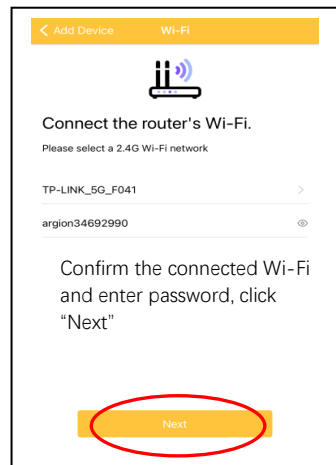 Add Device
Wi-Fi
Connect the router's Wi-Fi.
Please select a 2.4G Wi-Fi network
TP-LINK_5G_F041
argion34692990
Confirm the connected Wi-Fi
and enter password, click
“Next”
Next